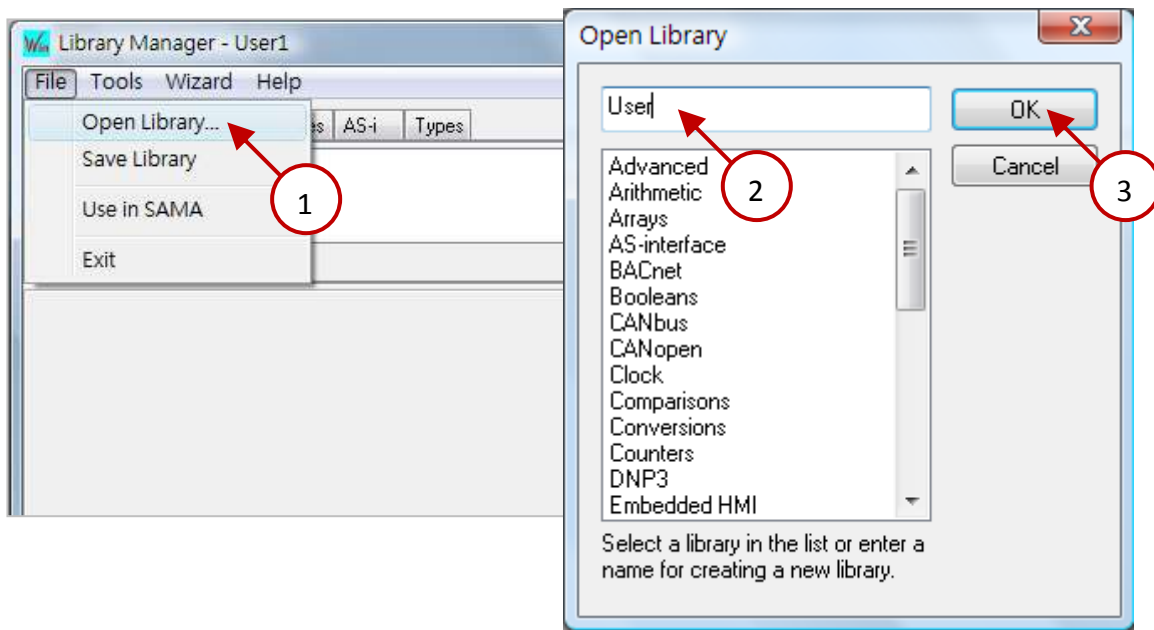 Win Library Manager - User1
File Tools Wizard Help
Open Library...
Save Library
Use in SAMA
Exit
s AS-i Types
1
Open Library
User
OK
Cancel
2
3
Advanced
Arithmetic
Arrays
AS-interface
BACnet
Booleans
CANbus
CANopen
Clock
Comparisons
Conversions
Counters
DNP3
Embedded HMI
Select a library in the list or enter a
name for creating a new library.